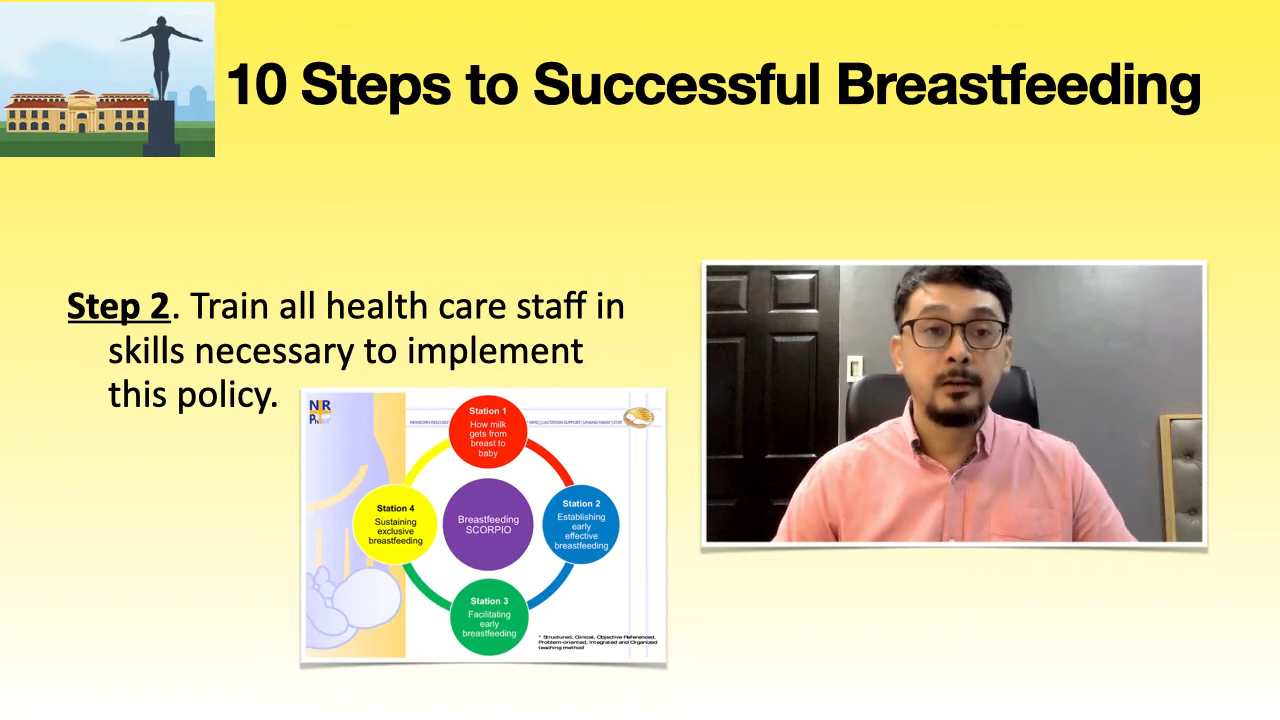 10 Steps to Successful Breastfeeding
Step 2. Train all health care staff in
skills necessary to implement
this policy.
Station 1
How milk
gets from
breast to
baby
Station 4
Sustaining
exclusive
breastfeeding
Breastfeeding
SCORPIO
Station 2
Establishing
early
effective
breastfeeding
Station 3
Facilitating
early
breastfeeding
* Structured, Clinical, Objective Referenced,
Problem-oriented, Integrated and Organized
teaching method